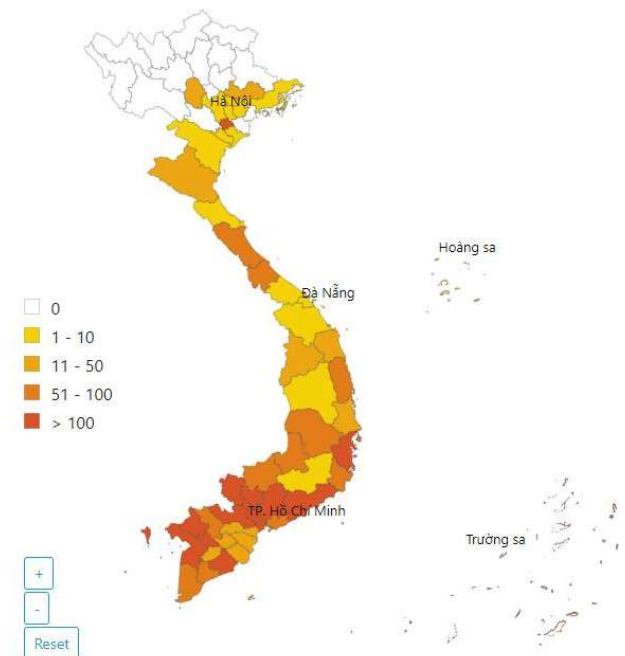 Hà Nội
Hoàng sa
Đà Nẵng
0
1 - 10
11 - 50
51 - 100
> 100
TP. Hồ Chí Minh
Trường sa
+
-
Reset